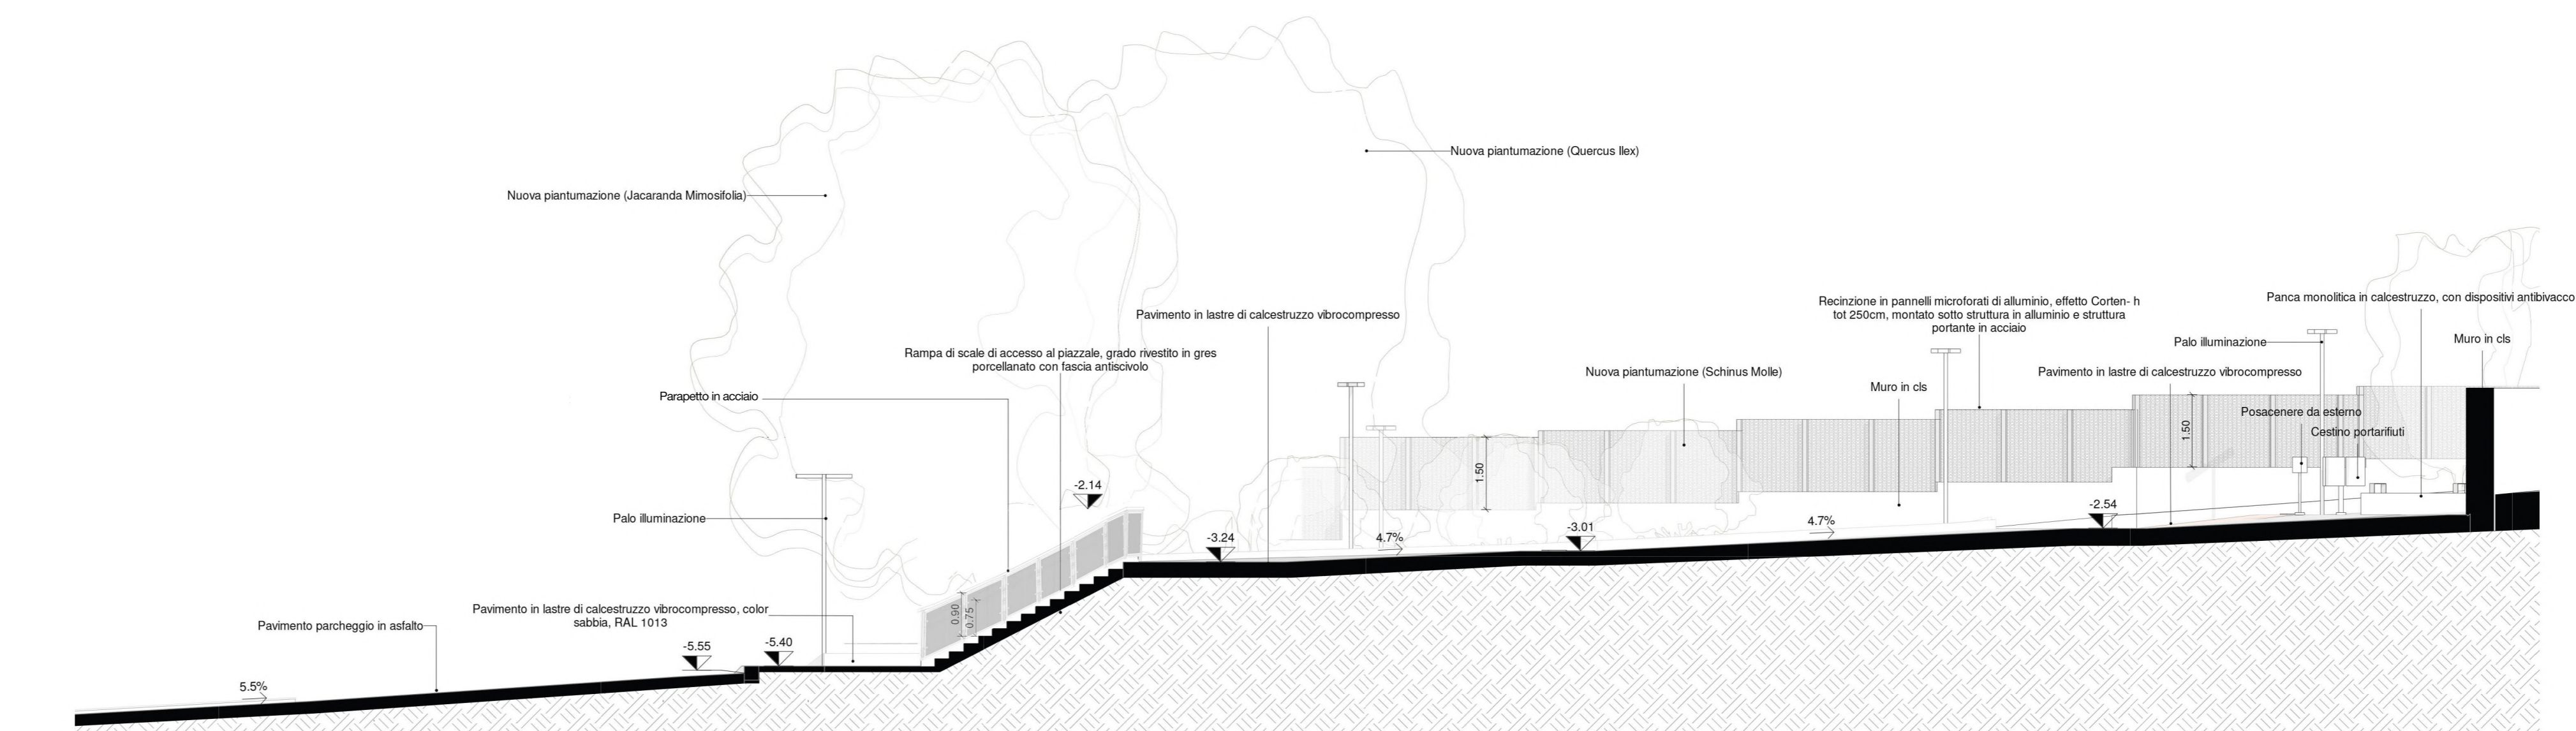 Nuova piantumazione (Quercus Ilex)
Nuova piantumazione (Jacaranda Mimosifolia)
Panca monolitica in calcestruzzo, con dispositivi antibivacco
Recinzione in pannelli microforati di alluminio, effetto Corten- h
tot 250cm, montato sotto struttura in alluminio e struttura
portante in acciaio
Pavimento in lastre di calcestruzzo vibrocompresso
Muro in cls
Palo illuminazione
Rampa di scale di accesso al piazzale, grado rivestito in gres
porcellanato con fascia antiscivolo
Nuova piantumazione (Schinus Molle)
Pavimento in lastre di calcestruzzo vibrocompresso
Muro in cls
Parapetto in acciaio
Posacenere da esterno
1.50
Cestino portarifiuti
1.50
-2.14
-2.54
Palo illuminazione
4.7%
-3.01
-3.24
4.7%
0.90
0.75
Pavimento in lastre di calcestruzzo vibrocompresso, color
sabbia, RAL 1013
Pavimento parcheggio in asfalto
-5.40
-5.55
5.5%